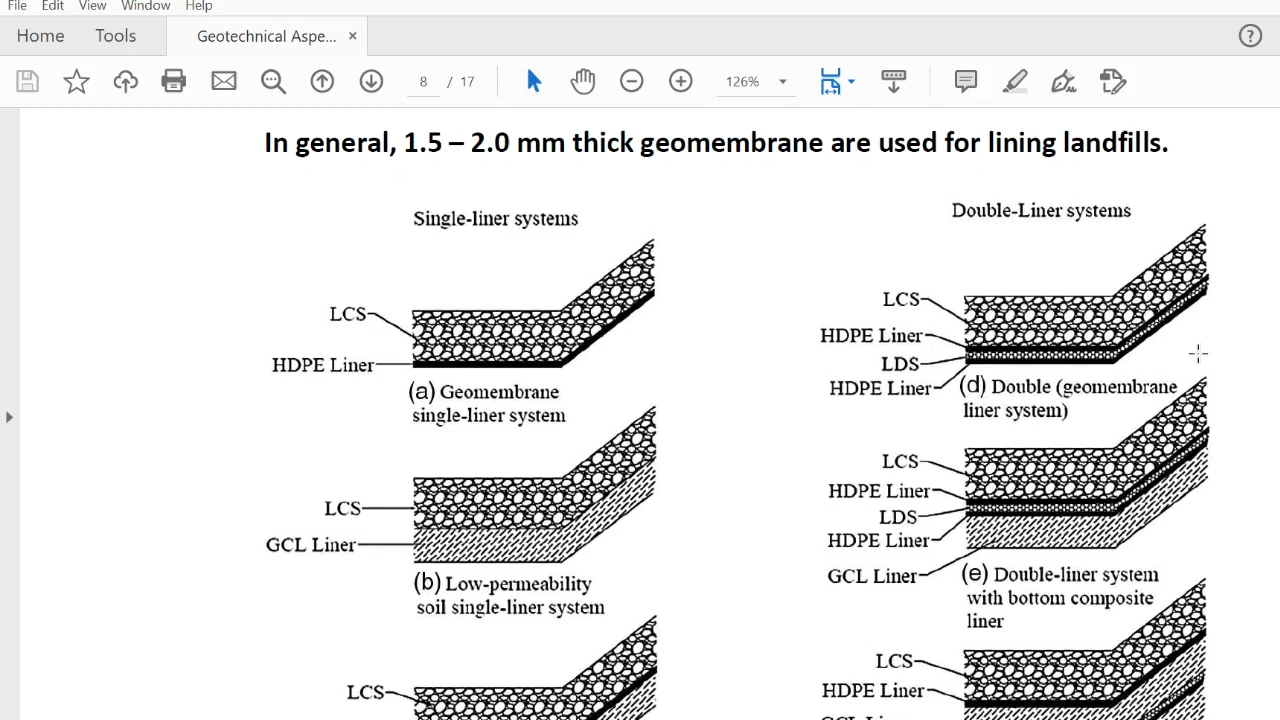 File Edit View Window Help
Home Tools Geotechnical Aspe... ×
8 / 17 126%
In general, 1.5 – 2.0 mm thick geomembrane are used for lining landfills.
Single-liner systems
LCS
HDPE Liner
(a) Geomembrane
single-liner system
LCS
GCL Liner
(b) Low-permeability
soil single-liner system
LCS
Double-Liner systems
LCS
HDPE Liner
LDS
HDPE Liner
(d) Double (geomembrane
liner system)
LCS
HDPE Liner
LDS
HDPE Liner
GCL Liner
(e) Double-liner system
with bottom composite
liner
LCS
HDPE Liner